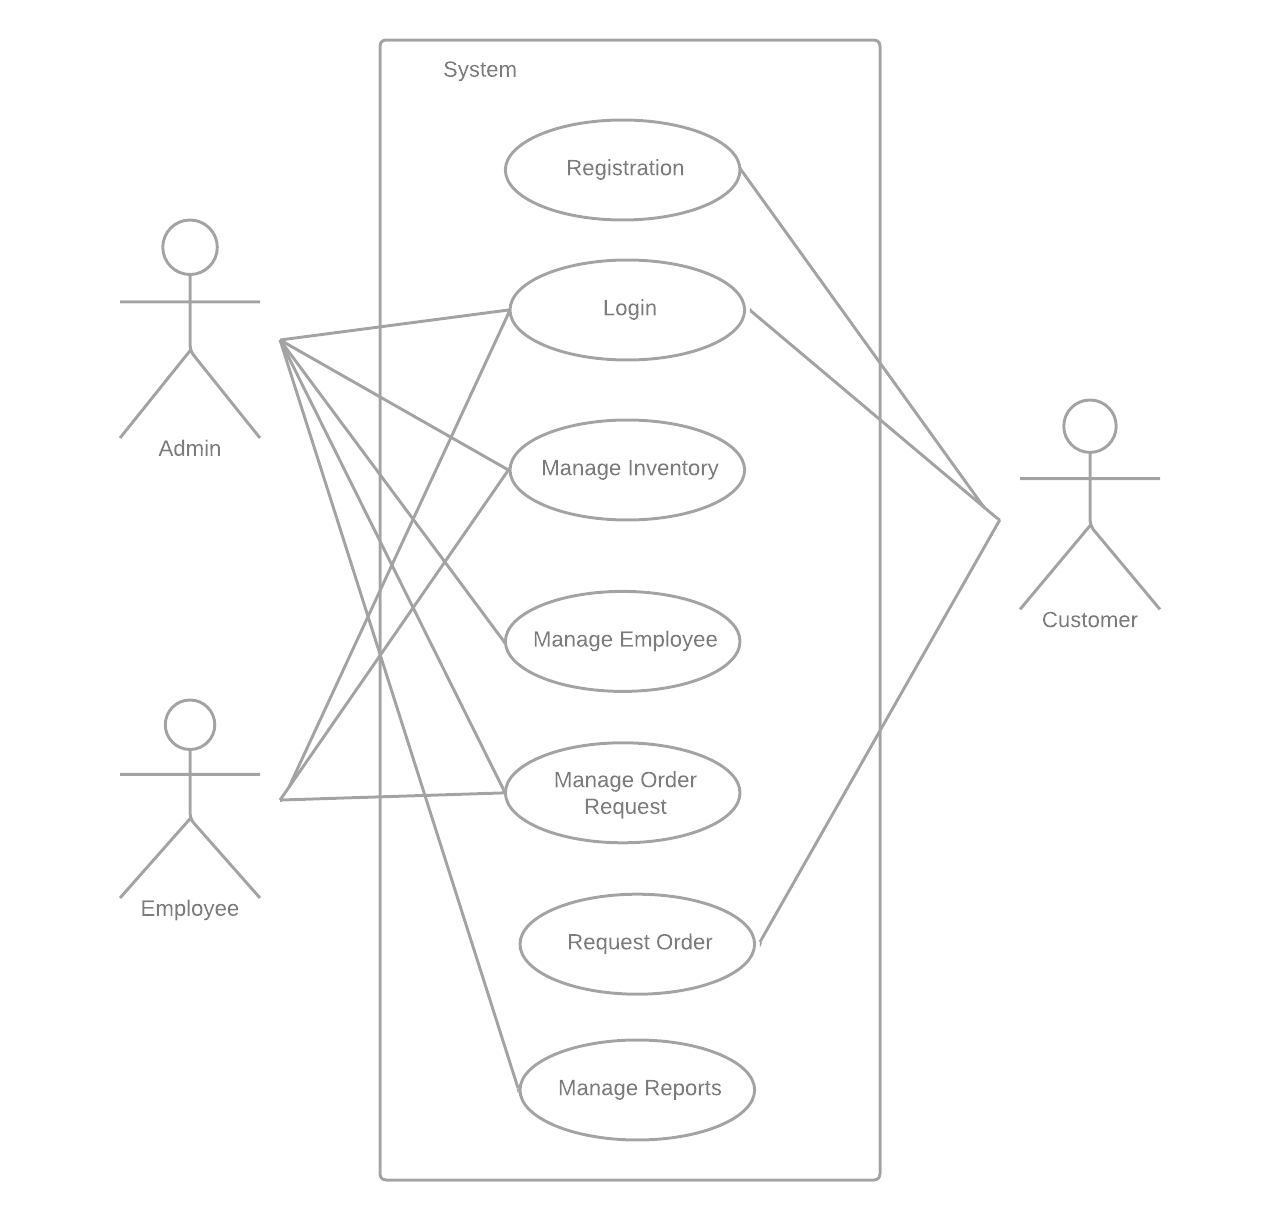 System
Registration
Login
Admin
Manage Inventory
Customer
Manage Employee
Manage Order
Request
Employee
Request Order
Manage Reports